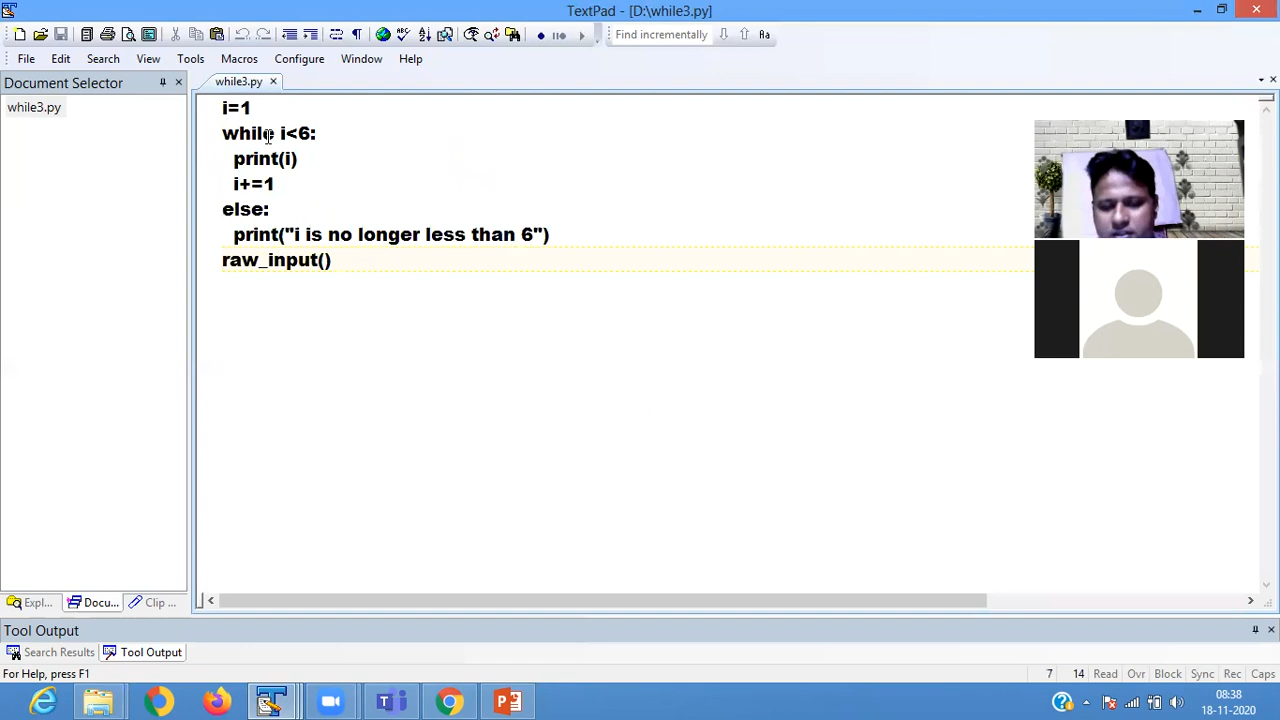 TextPad - [D:\while3.py]
Find incrementally
File Edit Search View Tools Macros Configure Window Help
Document Selector
while3.py
while3.py
i=1
while i<6:
  print(i)
  i+=1
else:
  print("i is no longer less than 6")
raw_input()
Expl... Docu... Clip ...
Tool Output
Search Results Tool Output
For Help, press F1
7 14 Read Ovr Block Sync Rec Caps
08:38
18-11-2020